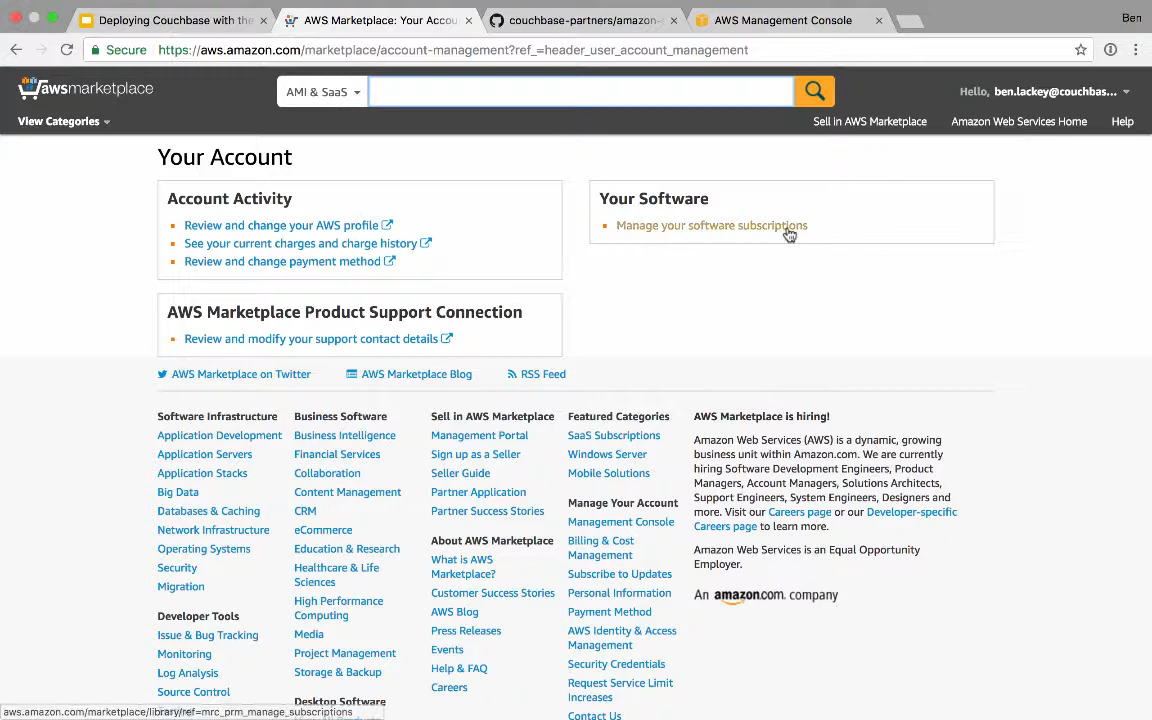 Deploying Couchbase with the
AWS Marketplace: Your Accou
couchbase-partners/amazon-
AWS Management Console
Ben
Secure
https://aws.amazon.com/marketplace/account-management?ref_=header_user_account_management
awsmarketplace
AMI & SaaS
Hello, ben.lackey@couchbas...
View Categories
Sell in AWS Marketplace
Amazon Web Services Home
Help
Your Account
Account Activity
Review and change your AWS profile
See your current charges and charge history
Review and change payment method
Your Software
Manage your software subscriptions
AWS Marketplace Product Support Connection
Review and modify your support contact details
AWS Marketplace on Twitter
AWS Marketplace Blog
RSS Feed
Software Infrastructure
Application Development
Application Servers
Application Stacks
Big Data
Databases & Caching
Network Infrastructure
Operating Systems
Security
Migration
Developer Tools
Issue & Bug Tracking
Monitoring
Log Analysis
Source Control
Business Software
Business Intelligence
Financial Services
Collaboration
Content Management
CRM
eCommerce
Education & Research
Healthcare & Life
Sciences
High Performance
Computing
Media
Project Management
Storage & Backup
Desktop Software
Sell in AWS Marketplace
Management Portal
Sign up as a Seller
Seller Guide
Partner Application
Partner Success Stories
About AWS Marketplace
What is AWS
Marketplace?
Customer Success Stories
AWS Blog
Press Releases
Events
Help & FAQ
Careers
Featured Categories
SaaS Subscriptions
Windows Server
Mobile Solutions
Manage Your Account
Management Console
Billing & Cost
Management
Subscribe to Updates
Personal Information
Payment Method
AWS Identity & Access
Management
Security Credentials
Request Service Limit
Increases
Contact Us
AWS Marketplace is hiring!
Amazon Web Services (AWS) is a dynamic, growing
business unit within Amazon.com. We are currently
hiring Software Development Engineers, Product
Managers, Account Managers, Solutions Architects,
Support Engineers, System Engineers, Designers and
more. Visit our Careers page or our Developer-specific
Careers page to learn more.
Amazon Web Services is an Equal Opportunity
Employer.
An amazon.com company
aws.amazon.com/marketplace/library/ref=mrc_prm_manage_subscriptions